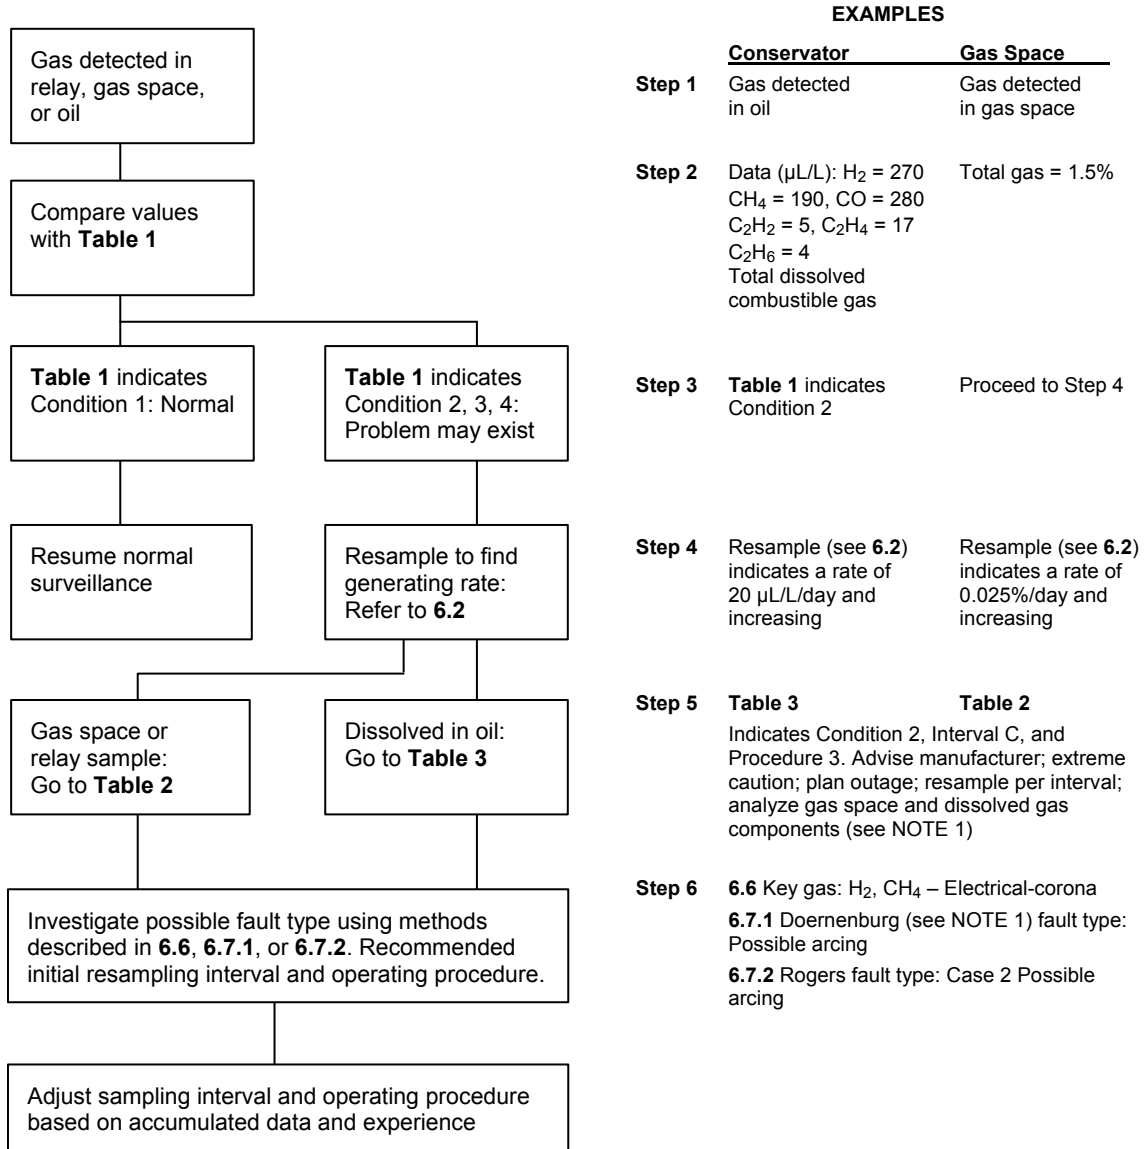 Gas detected in
relay, gas space,
or oil
Compare values
with Table 1
Table 1 indicates
Condition 1: Normal
Table 1 indicates
Condition 2, 3, 4:
Problem may exist
Resume normal
surveillance
Resample to find
generating rate:
Refer to 6.2
Gas space or
relay sample:
Go to Table 2
Dissolved in oil:
Go to Table 3
Investigate possible fault type using methods
described in 6.6, 6.7.1, or 6.7.2. Recommended
initial resampling interval and operating procedure.
Adjust sampling interval and operating procedure
based on accumulated data and experience
EXAMPLES
Conservator
Gas Space
Step 1
Gas detected
in oil
Gas detected
in gas space
Step 2
Data (µL/L): H₂ = 270
CH₄ = 190, CO = 280
C₂H₂ = 5, C₂H₄ = 17
C₂H₆ = 4
Total dissolved
combustible gas
Total gas = 1.5%
Step 3
Table 1 indicates
Condition 2
Proceed to Step 4
Step 4
Resample (see 6.2)
indicates a rate of
20 µL/L/day and
increasing
Resample (see 6.2)
indicates a rate of
0.025%/day and
increasing
Step 5
Table 3
Table 2
Indicates Condition 2, Interval C, and
Procedure 3. Advise manufacturer; extreme
caution; plan outage; resample per interval;
analyze gas space and dissolved gas
components (see NOTE 1)
Step 6
6.6 Key gas: H₂, CH₄ – Electrical-corona
6.7.1 Doernenburg (see NOTE 1) fault type:
Possible arcing
6.7.2 Rogers fault type: Case 2 Possible
arcing